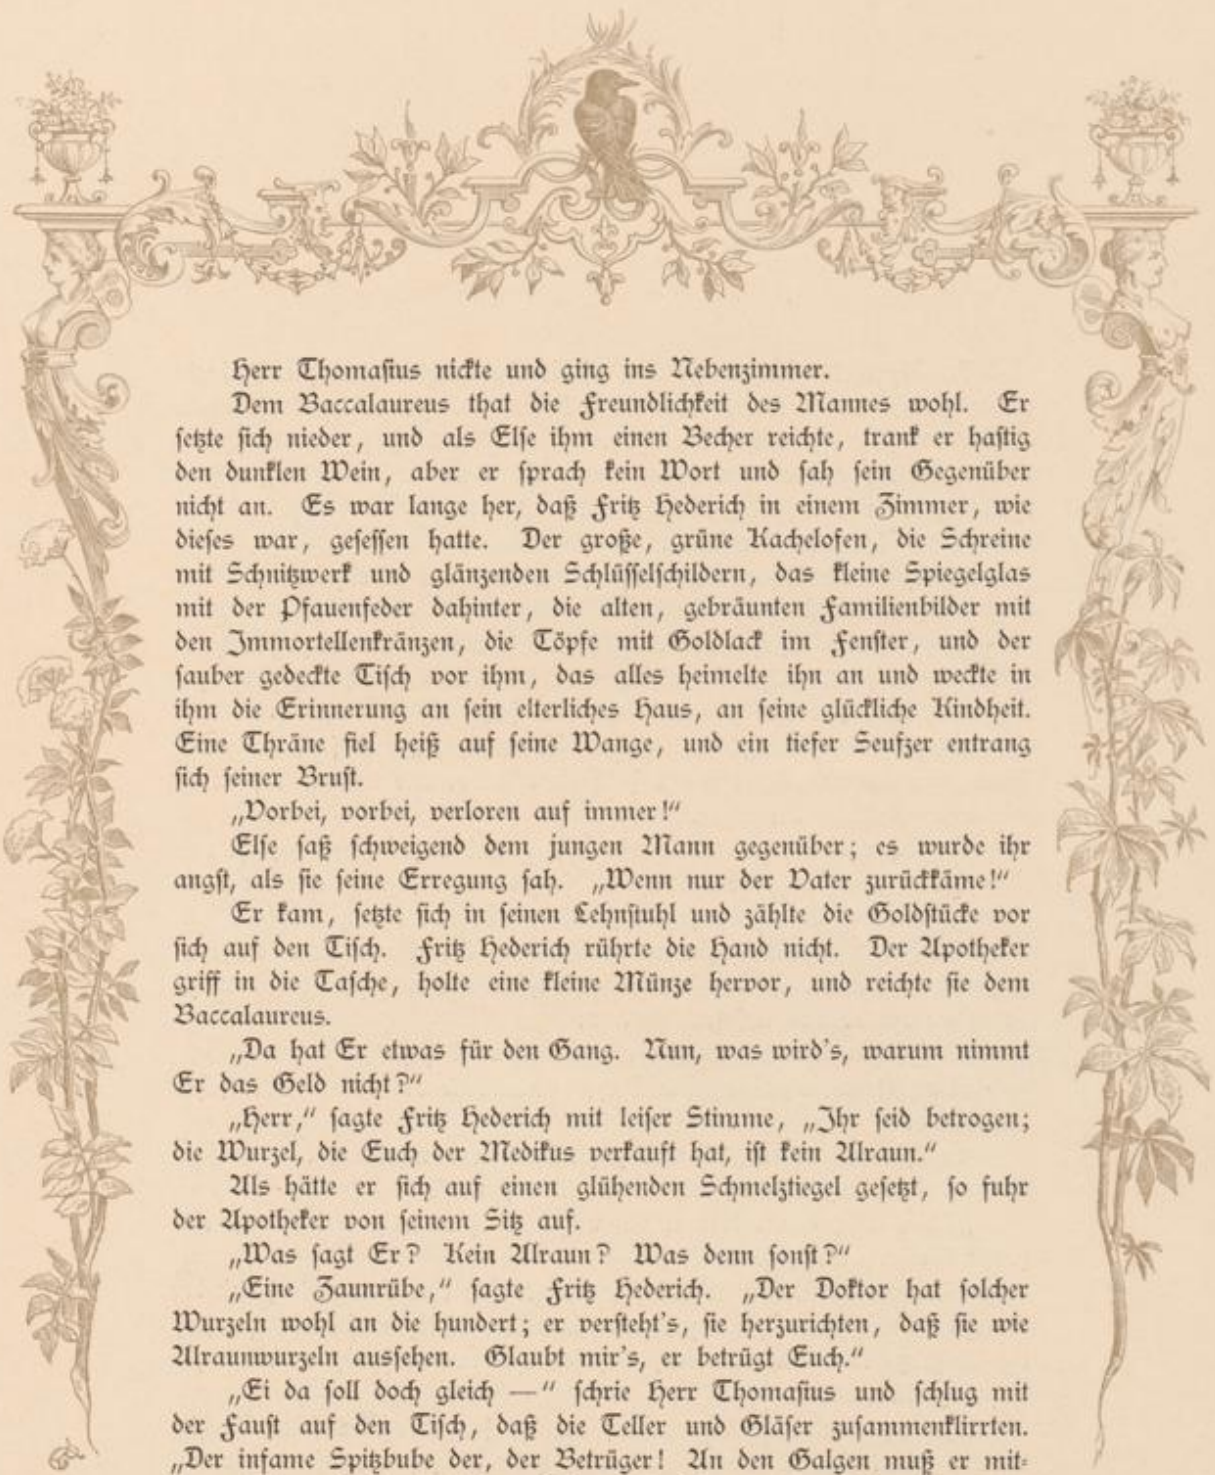 Herr Thomasius nickte und ging ins Nebenzimmer.
Dem Baccalaureus that die Freundlichkeit des Mannes wohl. Er
setzte sich nieder, und als Else ihm einen Becher reichte, trank er hastig
den dunklen Wein, aber er sprach kein Wort und sah sein Gegenüber
nicht an. Es war lange her, daß Fritz Hederich in einem Zimmer, wie
dieses war, gesessen hatte. Der große, grüne Kachelofen, die Schreine
mit Schnitzwerk und glänzenden Schlüsselschildern, das kleine Spiegelglas
mit der Pfauenfeder dahinter, die alten, gebräunten Familienbilder mit
den Immortellenkränzen, die Töpfe mit Goldlack im Fenster, und der
sauber gedeckte Tisch vor ihm, das alles heimelte ihn an und weckte in
ihm die Erinnerung an sein elterliches Haus, an seine glückliche Kindheit.
Eine Thräne fiel heiß auf seine Wange, und ein tiefer Seufzer entrang
sich seiner Brust.
„Vorbei, vorbei, verloren auf immer!“
Else saß schweigend dem jungen Mann gegenüber; es wurde ihr
angst, als sie seine Erregung sah. „Wenn nur der Vater zurückkäme!“
Er kam, setzte sich in seinen Lehnstuhl und zählte die Goldstücke vor
sich auf den Tisch. Fritz Hederich rührte die Hand nicht. Der Apotheker
griff in die Tasche, holte eine kleine Münze hervor, und reichte sie dem
Baccalaureus.
„Da hat Er etwas für den Gang. Nun, was wird's, warum nimmt
Er das Geld nicht?“
„Herr,“ sagte Fritz Hederich mit leiser Stimme, „Ihr seid betrogen;
die Wurzel, die Euch der Medikus verkauft hat, ist kein Alraun.“
Als hätte er sich auf einen glühenden Schmelztiegel gesetzt, so fuhr
der Apotheker von seinem Sitz auf.
„Was sagt Er? Kein Alraun? Was denn sonst?“
„Eine Zaunrübe,“ sagte Fritz Hederich. „Der Doktor hat solcher
Wurzeln wohl an die hundert; er versteht's, sie herzurichten, daß sie wie
Alraunwurzeln aussehen. Glaubt mir's, er betrügt Euch.“
„Ei da soll doch gleich —“ schrie Herr Thomasius und schlug mit
der Faust auf den Tisch, daß die Teller und Gläser zusammenklirrten.
„Der infame Spitzbube der, der Betrüger! An den Galgen muß er mit-